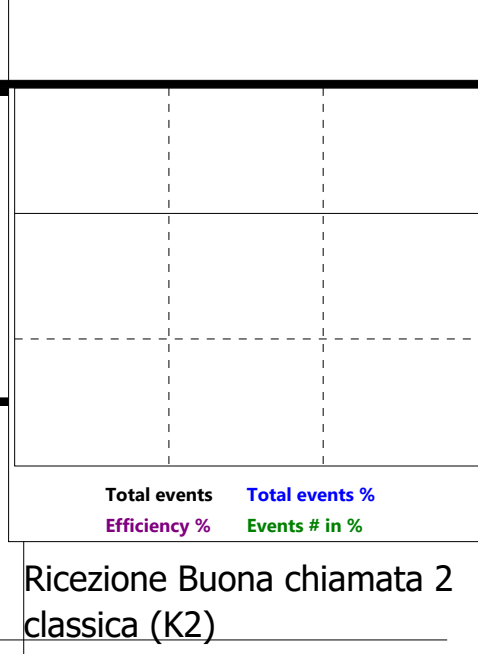 Total events Total events %
Efficiency % Events # in %
Ricezione Buona chiamata 2
classica (K2)